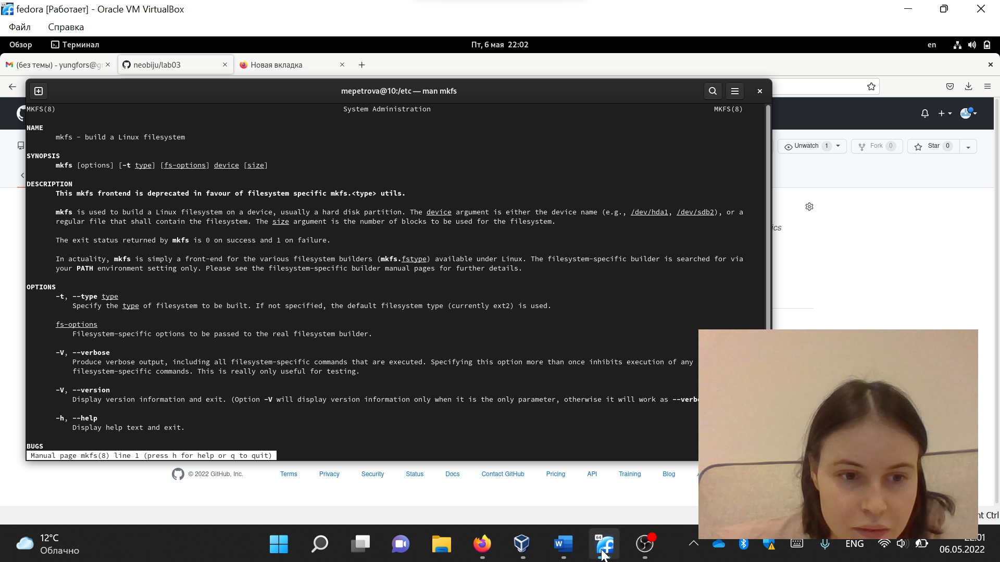 fedora [Работает] - Oracle VM VirtualBox
Файл Справка
Обзор Терминал Пт, 6 мая 22:02 en
(без темы) - yungfors@g neobiju/lab03 Новая вкладка
mepetrova@10:/etc — man mkfs
MKFS(8) System Administration MKFS(8)
NAME
mkfs - build a Linux filesystem
SYNOPSIS
mkfs [options] [-t type] [fs-options] device [size]
DESCRIPTION
This mkfs frontend is deprecated in favour of filesystem specific mkfs.<type> utils.
mkfs is used to build a Linux filesystem on a device, usually a hard disk partition. The device argument is either the device name (e.g., /dev/hda1, /dev/sdb2), or a
regular file that shall contain the filesystem. The size argument is the number of blocks to be used for the filesystem.
The exit status returned by mkfs is 0 on success and 1 on failure.
In actuality, mkfs is simply a front-end for the various filesystem builders (mkfs.fstype) available under Linux. The filesystem-specific builder is searched for via
your PATH environment setting only. Please see the filesystem-specific builder manual pages for further details.
OPTIONS
-t, --type type
Specify the type of filesystem to be built. If not specified, the default filesystem type (currently ext2) is used.
fs-options
Filesystem-specific options to be passed to the real filesystem builder.
-V, --verbose
Produce verbose output, including all filesystem-specific commands that are executed. Specifying this option more than once inhibits execution of any
filesystem-specific commands. This is really only useful for testing.
-V, --version
Display version information and exit. (Option -V will display version information only when it is the only parameter, otherwise it will work as --verb
-h, --help
Display help text and exit.
BUGS
Manual page mkfs(8) line 1 (press h for help or q to quit)
Unwatch 1 Fork 0 Star 0
ics
© 2022 GitHub, Inc. Terms Privacy Security Status Docs Contact GitHub Pricing API Training Blog
nt Ctrl
12°C
Облачно
64
W
64
ENG
22:01
06.05.2022